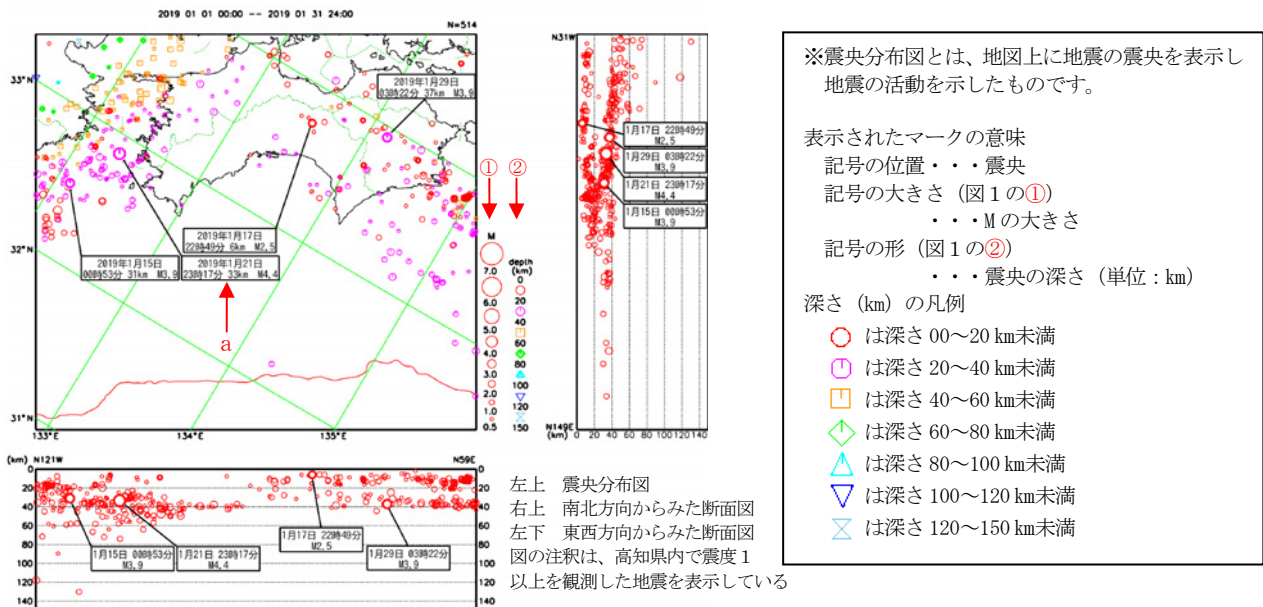 2019 01 01 00:00 -- 2019 01 31 24:00
N=514
33°N
32°N
31°N
133°E
134°E
135°E
2019年1月29日
03時22分 37km M3.9
2019年1月17日
22時49分 6km M2.5
2019年1月15日
00時53分 31km M3.9
2019年1月21日
23時17分 33km M4.4
a
①
②
M
7.0
6.0
5.0
4.0
3.0
2.0
1.0
0.5
depth
(km)
0
20
40
60
80
100
120
150
N31W
1月17日 22時49分
M2.5
1月29日 03時22分
M3.9
1月21日 23時17分
M4.4
1月15日 00時53分
M3.9
N149E
(km)
0 20 40 60 80 100 120 140
(km) N121W
N59E
0
20
40
60
80
100
120
140
1月15日 00時53分
M3.9
1月21日 23時17分
M4.4
1月17日 22時49分
M2.5
1月29日 03時22分
M3.9
0
20
40
60
80
100
120
140
左上 震央分布図
右上 南北方向からみた断面図
左下 東西方向からみた断面図
図の注釈は、高知県内で震度１
以上を観測した地震を表示している
※震央分布図とは、地図上に地震の震央を表示し
地震の活動を示したものです。
表示されたマークの意味
記号の位置・・・震央
記号の大きさ（図１の①）
・・・Mの大きさ
記号の形（図１の②）
・・・震央の深さ（単位：km）
深さ（km）の凡例
は深さ 00～20 km未満
は深さ 20～40 km未満
は深さ 40～60 km未満
は深さ 60～80 km未満
は深さ 80～100 km未満
は深さ 100～120 km未満
は深さ 120～150 km未満